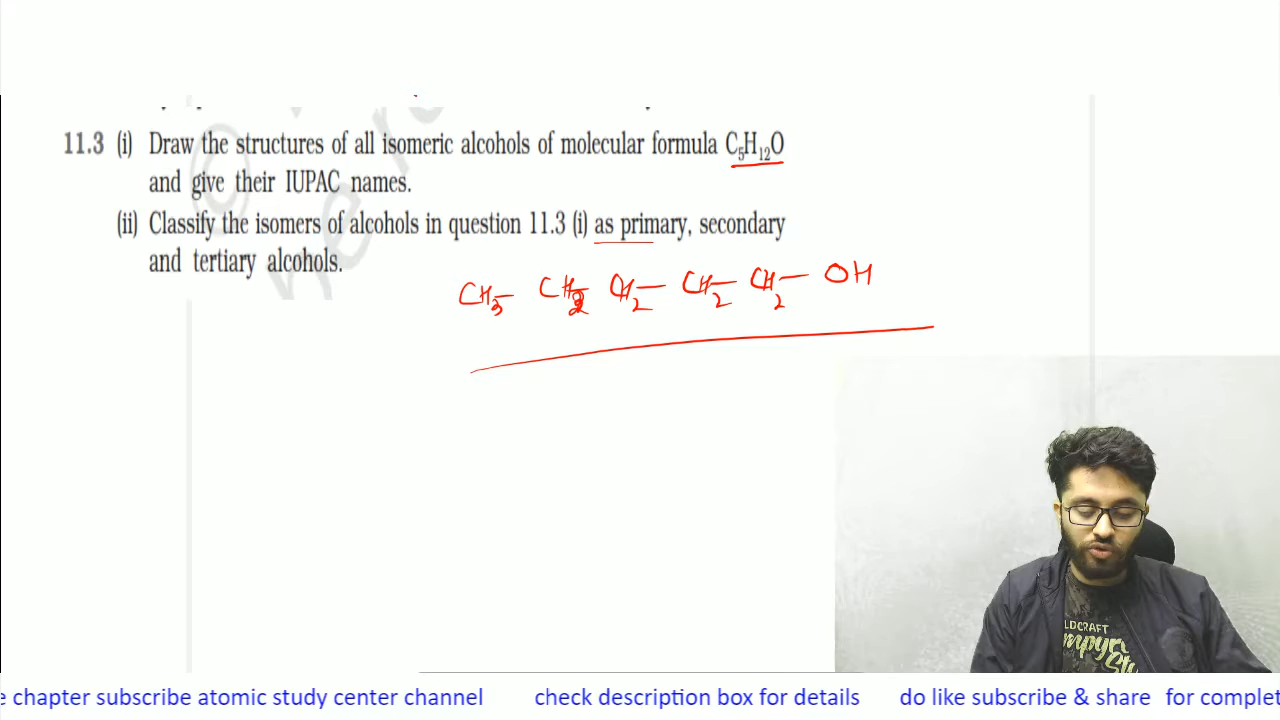 11.3 (i) Draw the structures of all isomeric alcohols of molecular formula C₅H₁₂O
and give their IUPAC names.
(ii) Classify the isomers of alcohols in question 11.3 (i) as primary, secondary
and tertiary alcohols.
CH₃– CH₂– CH₂– CH₂– CH₂– OH
LDCRAFT
e chapter subscribe atomic study center channel check description box for details do like subscribe & share for complet